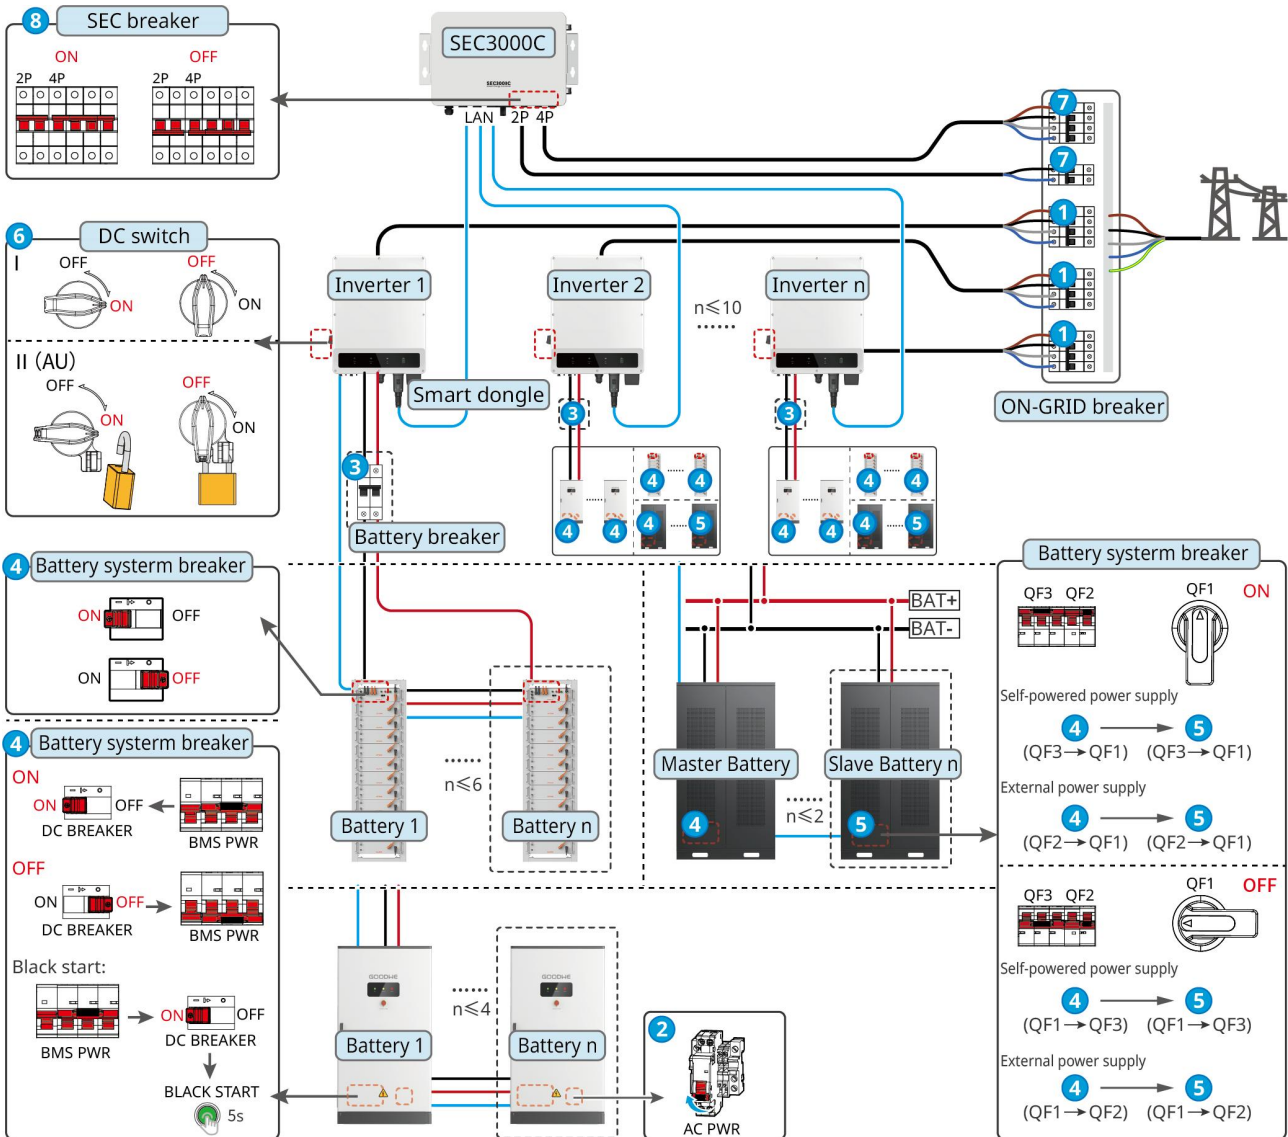 8 SEC breaker
ON OFF
2P 4P 2P 4P
SEC3000C
SEC3000C
LAN 2P 4P
7
7
1
1
1
ON-GRID breaker
6 DC switch
I
OFF
ON
OFF
ON
II (AU)
OFF
ON
OFF
ON
Inverter 1
Inverter 2
n≤10
......
Inverter n
Smart dongle
3
3
3
Battery breaker
...... 4 ...... 4
4 4 4 ...... 5
...... 4 ...... 4
4 4 4 ...... 5
4 Battery systerm breaker
ON OFF
ON OFF
4 Battery systerm breaker
ON
ON OFF
DC BREAKER
BMS PWR
OFF
ON OFF
DC BREAKER
BMS PWR
Black start:
BMS PWR
ON OFF
DC BREAKER
BLACK START
5s
Battery 1
......
n≤6
Battery n
BAT+
BAT-
Master Battery
Slave Battery n
4
......
n≤2
5
GOODWE
Battery 1
......
n≤4
GOODWE
Battery n
2
AC PWR
Battery systerm breaker
QF3 QF2 QF1 ON
Self-powered power supply
4 → 5
(QF3→QF1) (QF3→QF1)
External power supply
4 → 5
(QF2→QF1) (QF2→QF1)
QF3 QF2 QF1 OFF
Self-powered power supply
4 → 5
(QF1→QF3) (QF1→QF3)
External power supply
4 → 5
(QF1→QF2) (QF1→QF2)